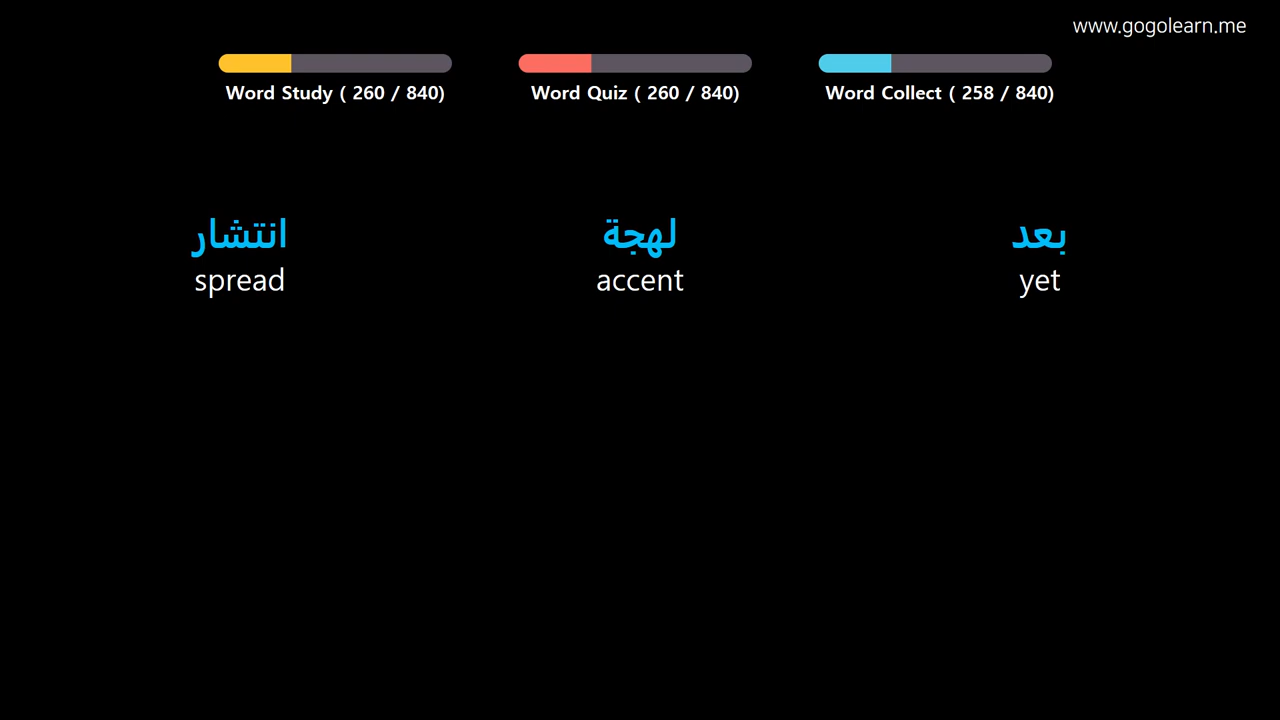 www.gogolearn.me
Word Study ( 260 / 840)
Word Quiz ( 260 / 840)
Word Collect ( 258 / 840)
انتشار
spread
لهجة
accent
بعد
yet